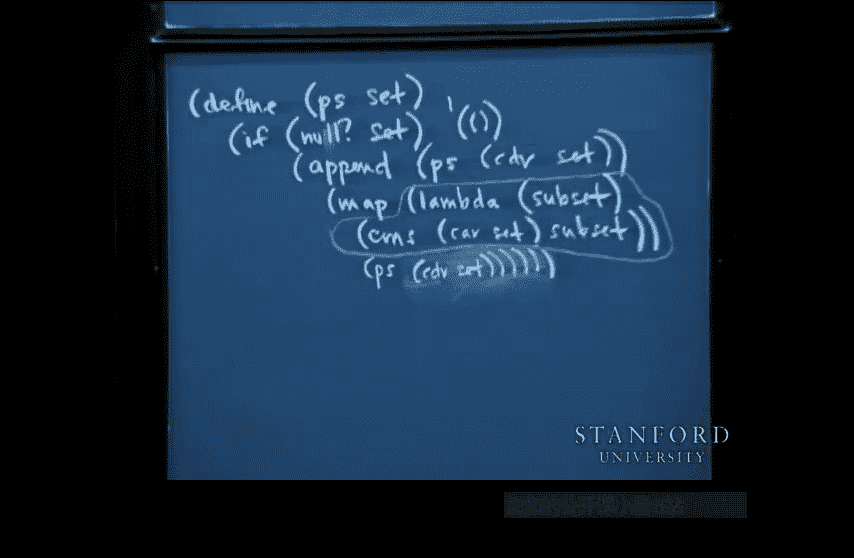 (define (ps set)
(if (null? set) '(())
(append (ps (cdr set))
(map (lambda (subset)
(cons (car set) subset))
(ps (cdr set))))))
STANFORD
UNIVERSITY